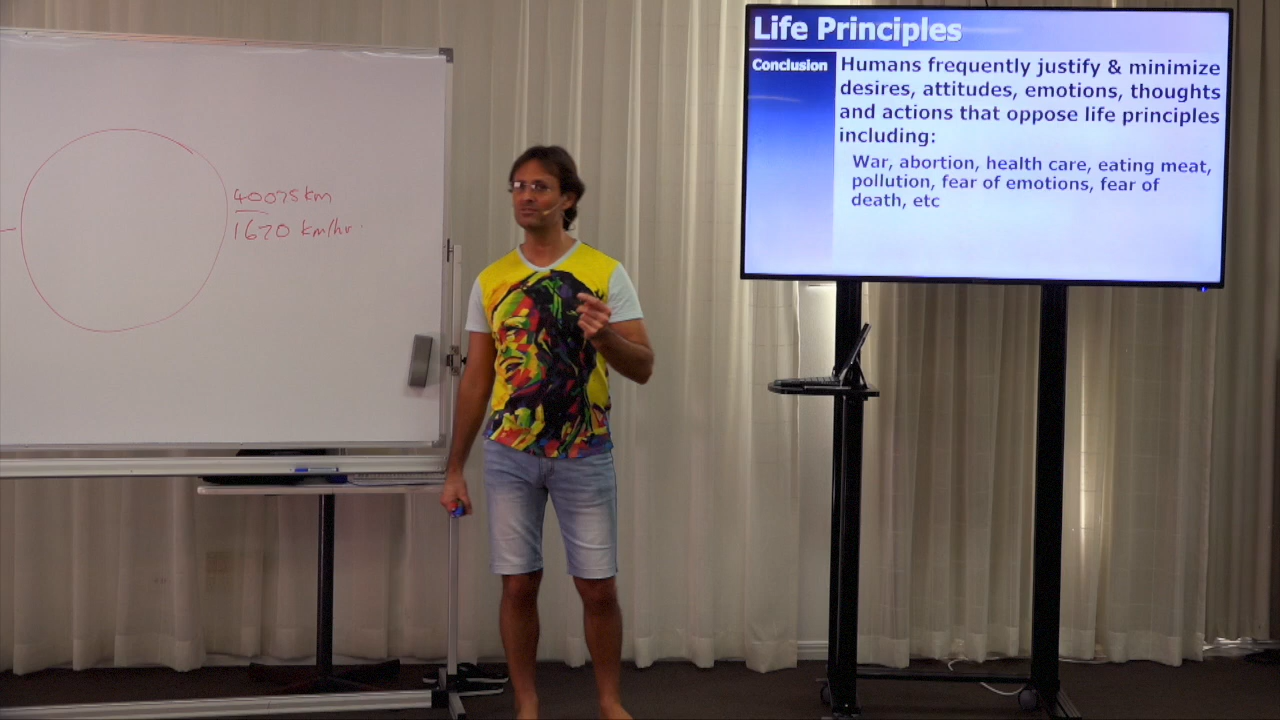 40075km
1670 km/hr.
Life Principles
Conclusion
Humans frequently justify & minimize
desires, attitudes, emotions, thoughts
and actions that oppose life principles
including:
War, abortion, health care, eating meat,
pollution, fear of emotions, fear of
death, etc